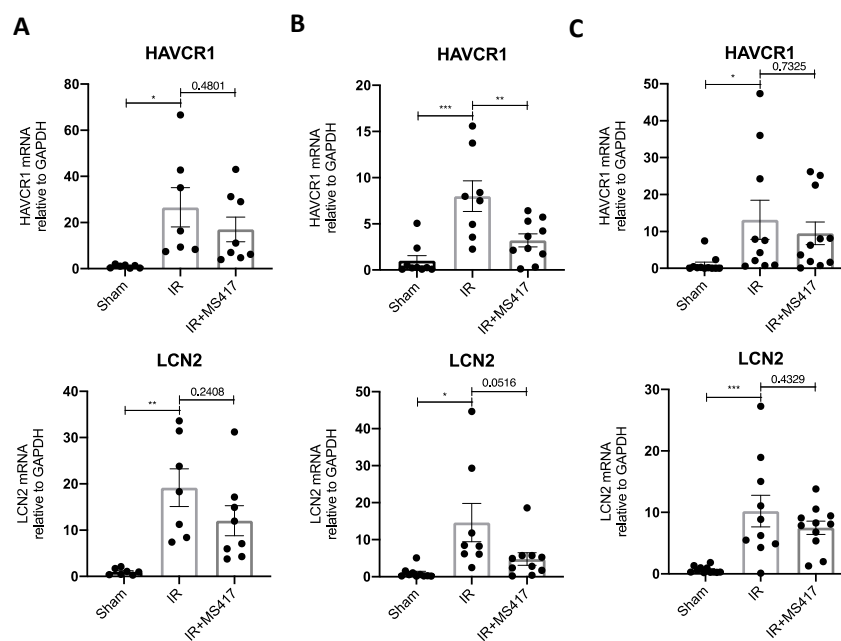 A
HAVCR1
HAVCR1 mRNA
relative to GAPDH
80
60
40
20
0
*
0.4801
Sham
IR
IR+MS417
B
HAVCR1
HAVCR1 mRNA
relative to GAPDH
20
15
10
5
0
***
**
Sham
IR
IR+MS417
C
HAVCR1
HAVCR1 mRNA
relative to GAPDH
50
40
30
20
10
0
*
0.7325
Sham
IR
IR+MS417
LCN2
LCN2 mRNA
relative to GAPDH
40
30
20
10
0
**
0.2408
Sham
IR
IR+MS417
LCN2
LCN2 mRNA
relative to GAPDH
50
40
30
20
10
0
*
0.0516
Sham
IR
IR+MS417
LCN2
LCN2 mRNA
relative to GAPDH
30
20
10
0
***
0.4329
Sham
IR
IR+MS417